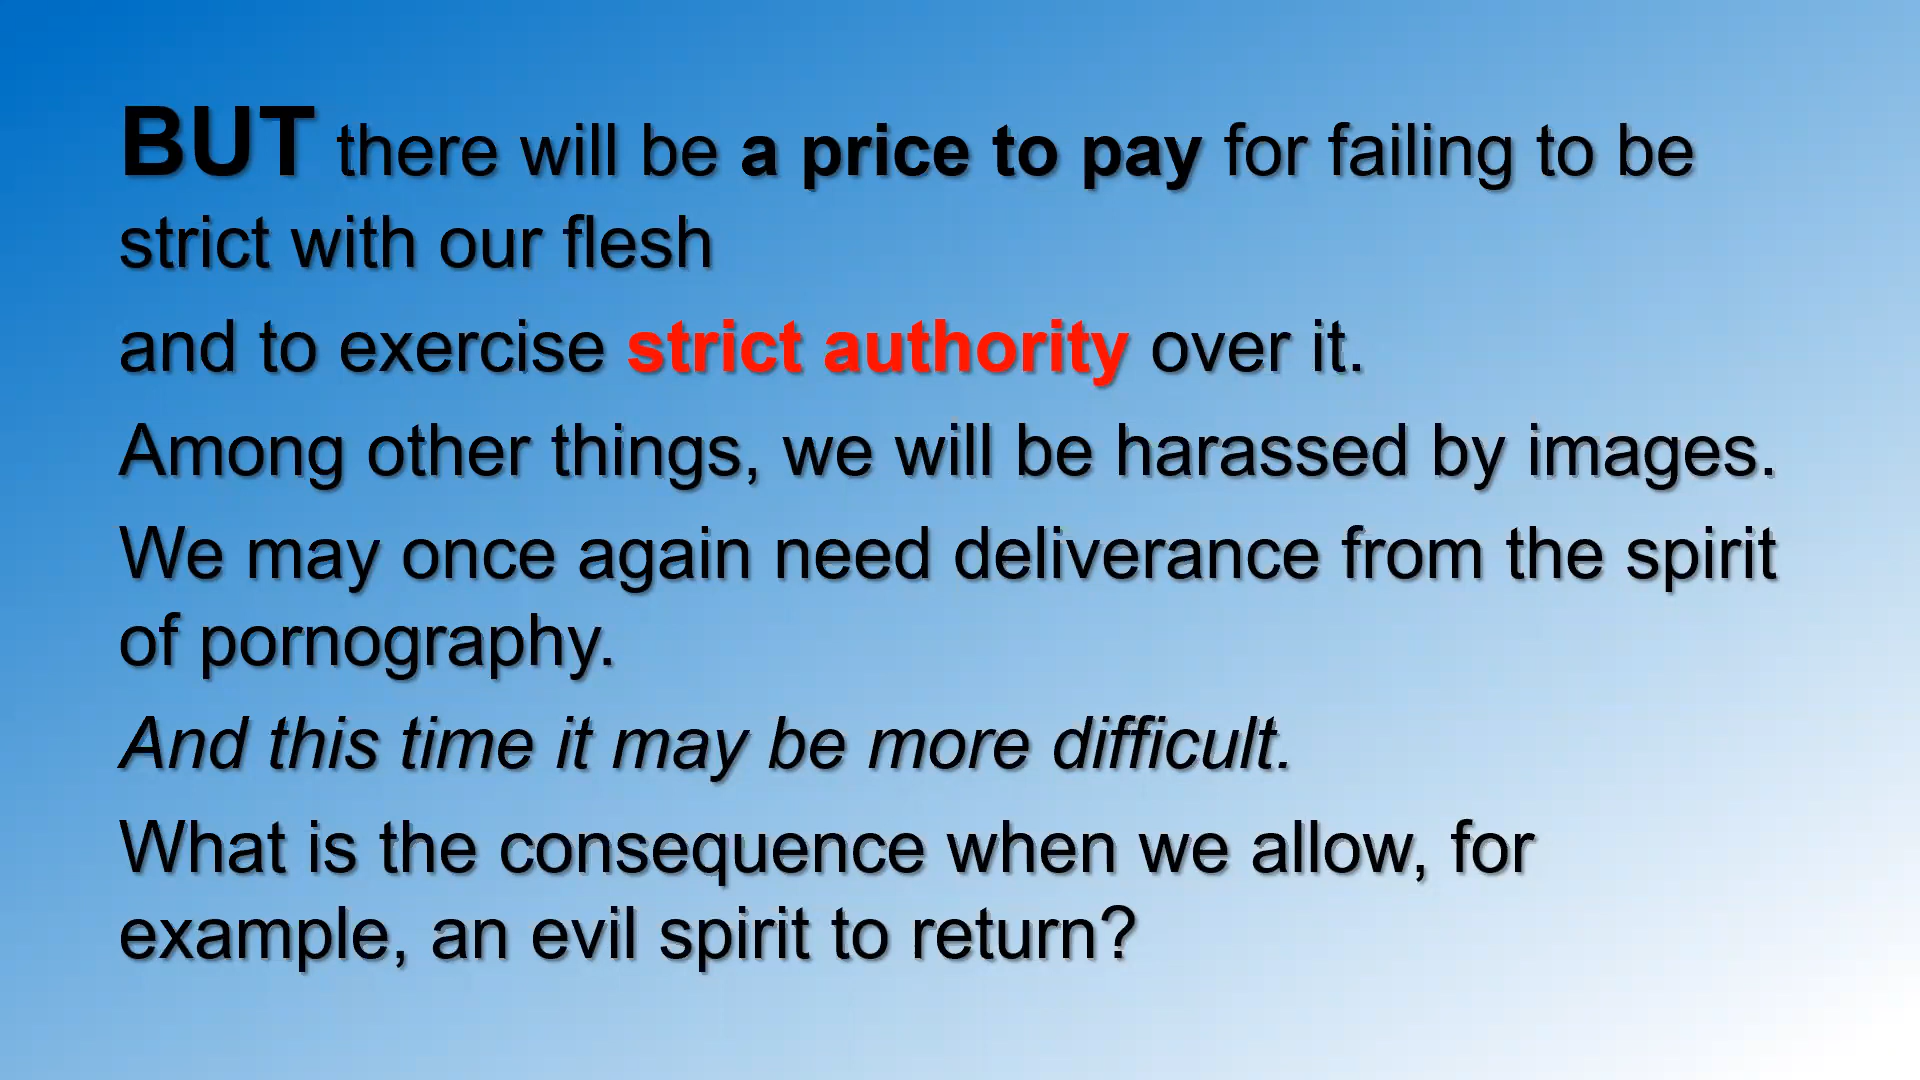 BUT there will be a price to pay for failing to be
strict with our flesh
and to exercise strict authority over it.
Among other things, we will be harassed by images.
We may once again need deliverance from the spirit
of pornography.
And this time it may be more difficult.
What is the consequence when we allow, for
example, an evil spirit to return?